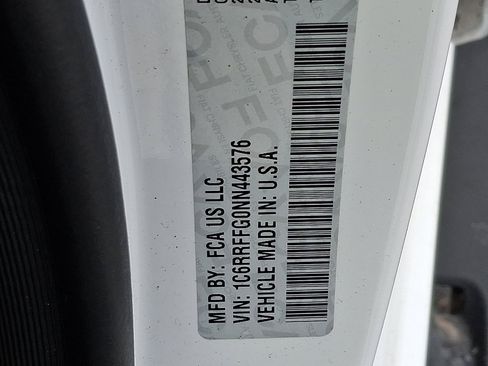 MFD BY: FCA US LLC
VIN: 1C6RRFFG0NN443576
VEHICLE MADE IN: U.S.A.